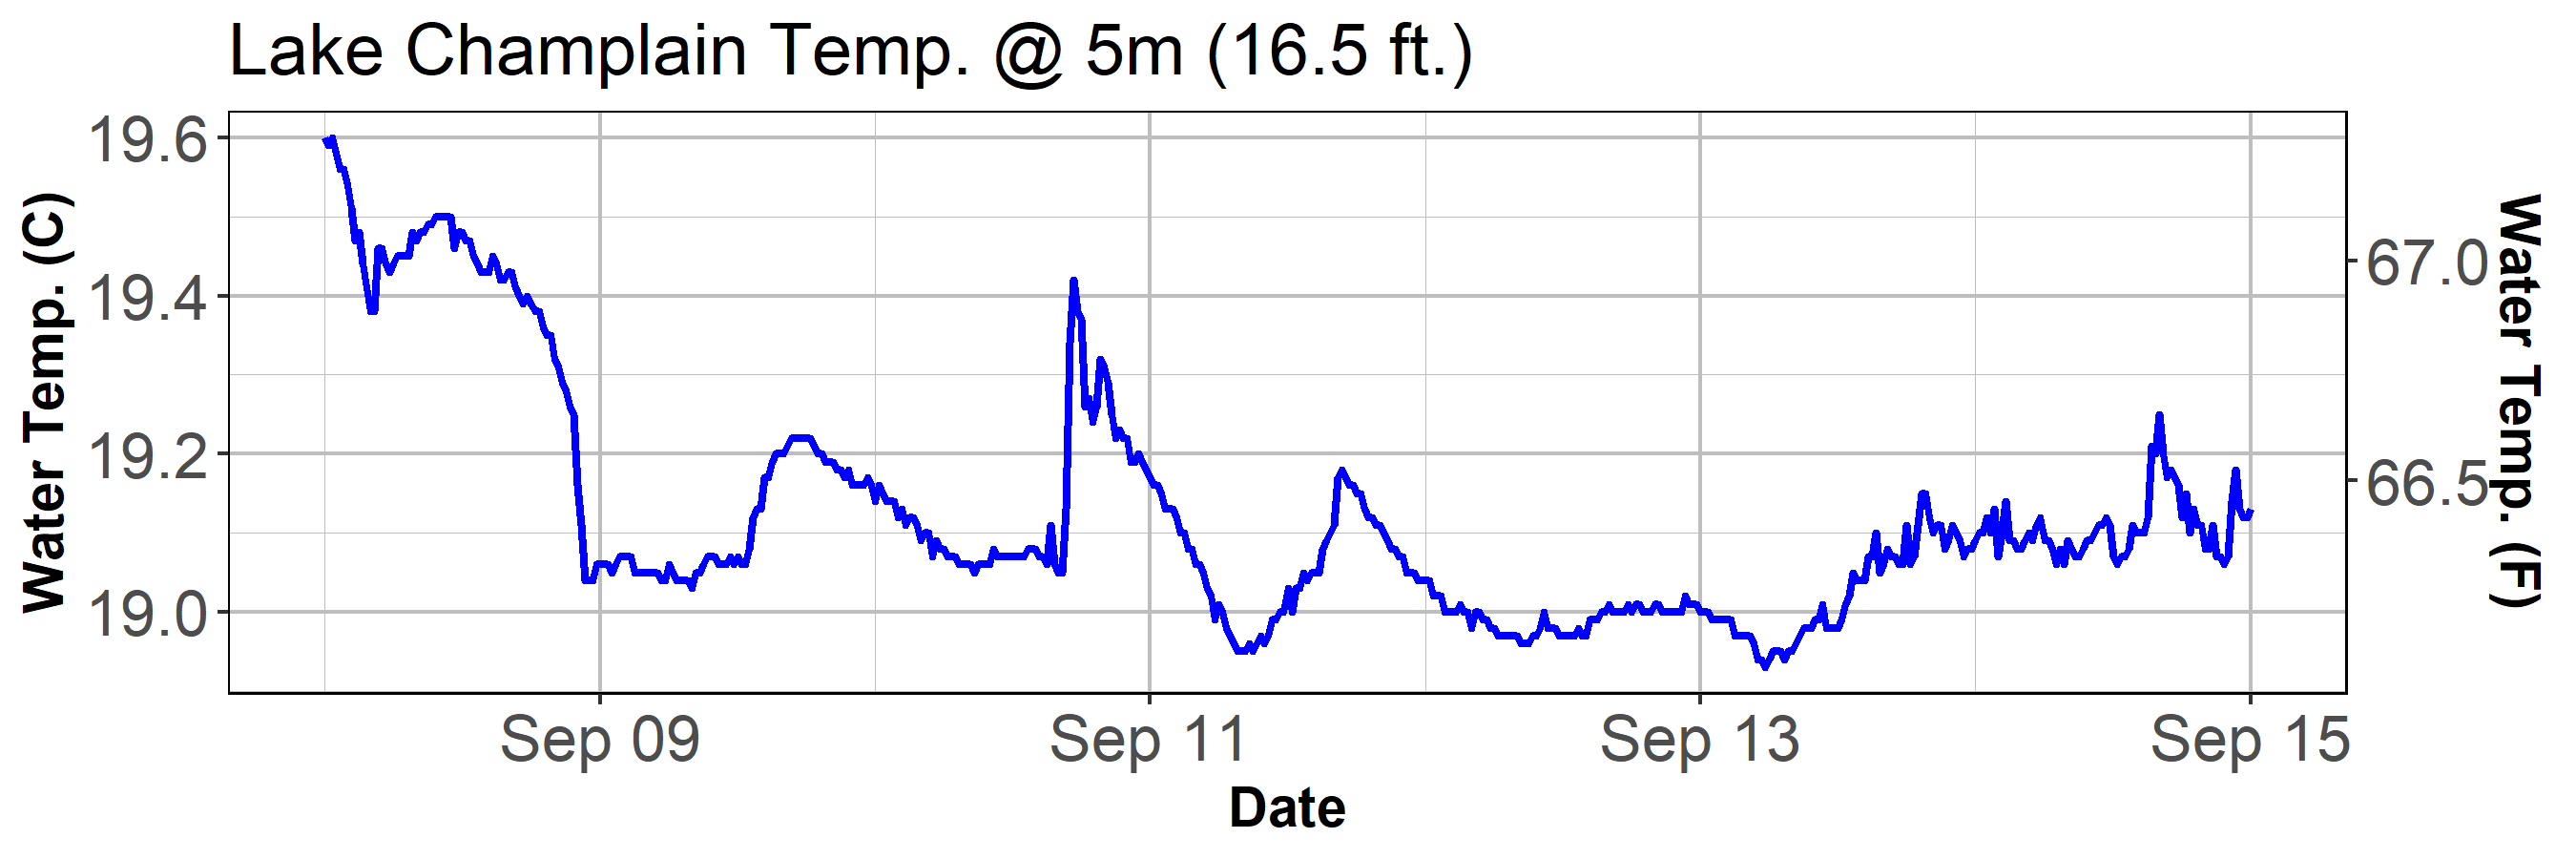 Lake Champlain Temp. @ 5m (16.5 ft.)
Water Temp. (C)
19.6
19.4
19.2
19.0
67.0
66.5
Water Temp. (F)
Sep 09
Sep 11
Sep 13
Sep 15
Date